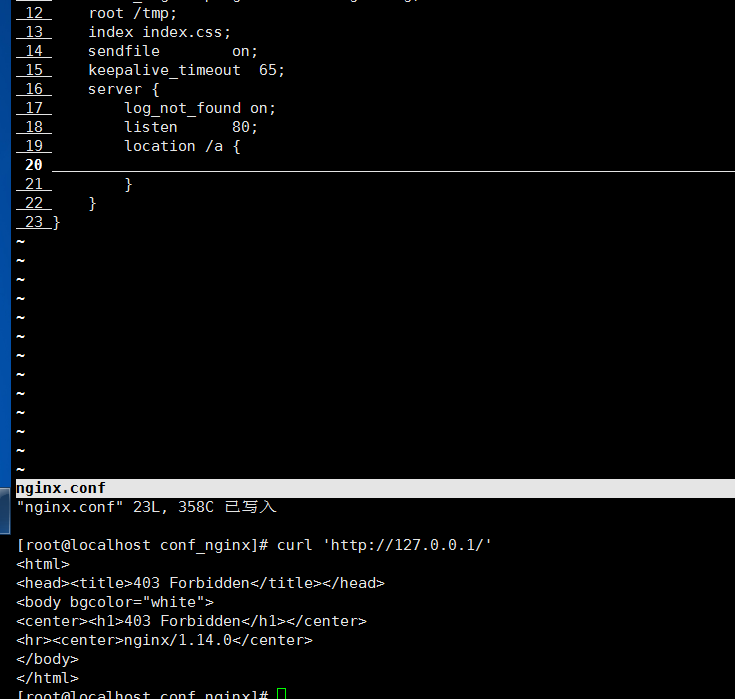 12    root /tmp;
13    index index.css;
14    sendfile        on;
15    keepalive_timeout  65;
16    server {
17        log_not_found on;
18        listen      80;
19        location /a {
20
21        }
22    }
23 }
~
~
~
~
~
~
~
~
~
~
~
~
~
nginx.conf
"nginx.conf" 23L, 358C 已写入
[root@localhost conf_nginx]# curl 'http://127.0.0.1/'
<html>
<head><title>403 Forbidden</title></head>
<body bgcolor="white">
<center><h1>403 Forbidden</h1></center>
<hr><center>nginx/1.14.0</center>
</body>
</html>
[root@localhost conf_nginx]#